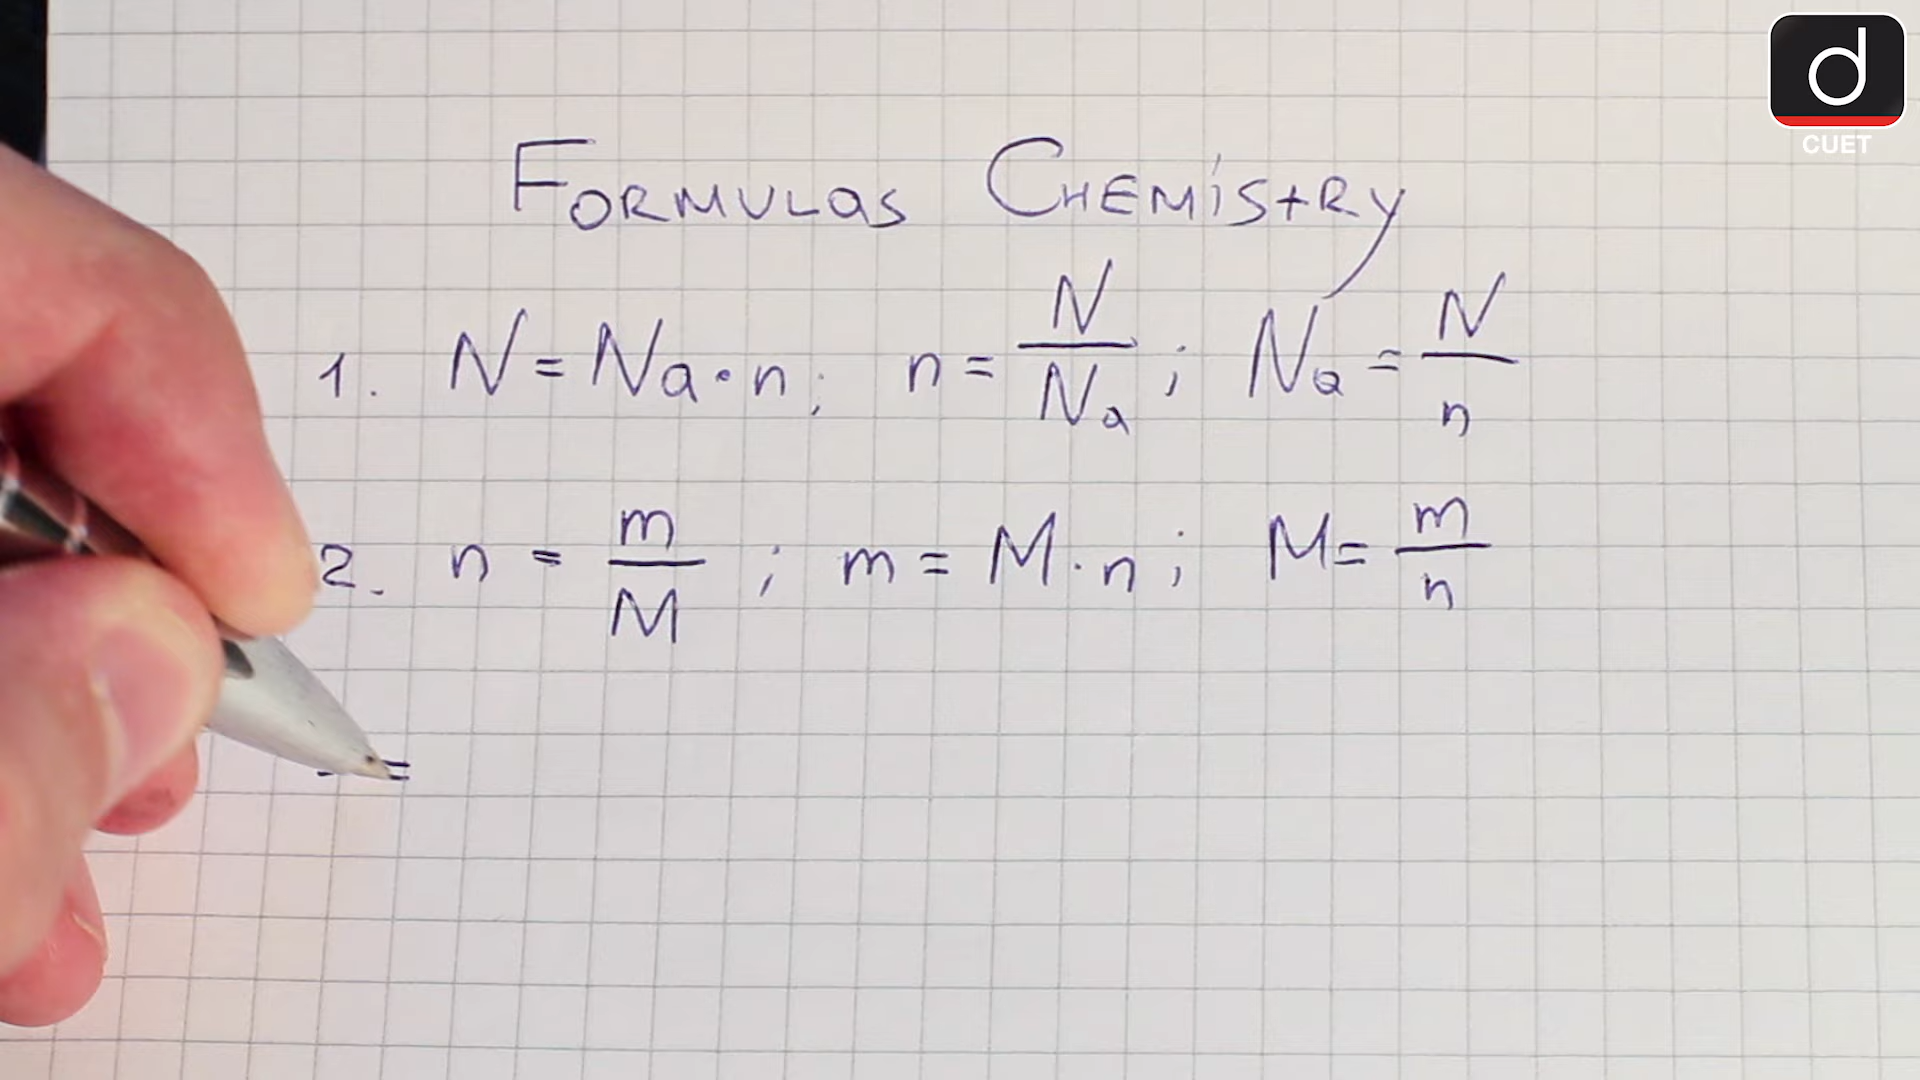 d
CUET
FORMULAS CHEMISTRY
1. N = Na · n; n = N/Na; Na = N/n
2. n = m/M; m = M · n; M = m/n
=